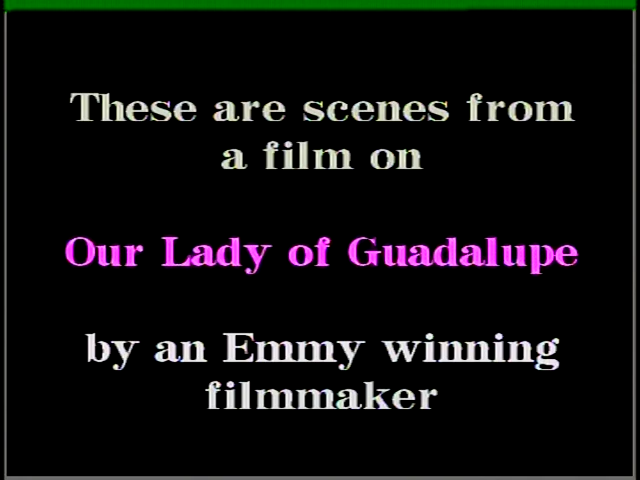 These are scenes from
a film on
Our Lady of Guadalupe
by an Emmy winning
filmmaker